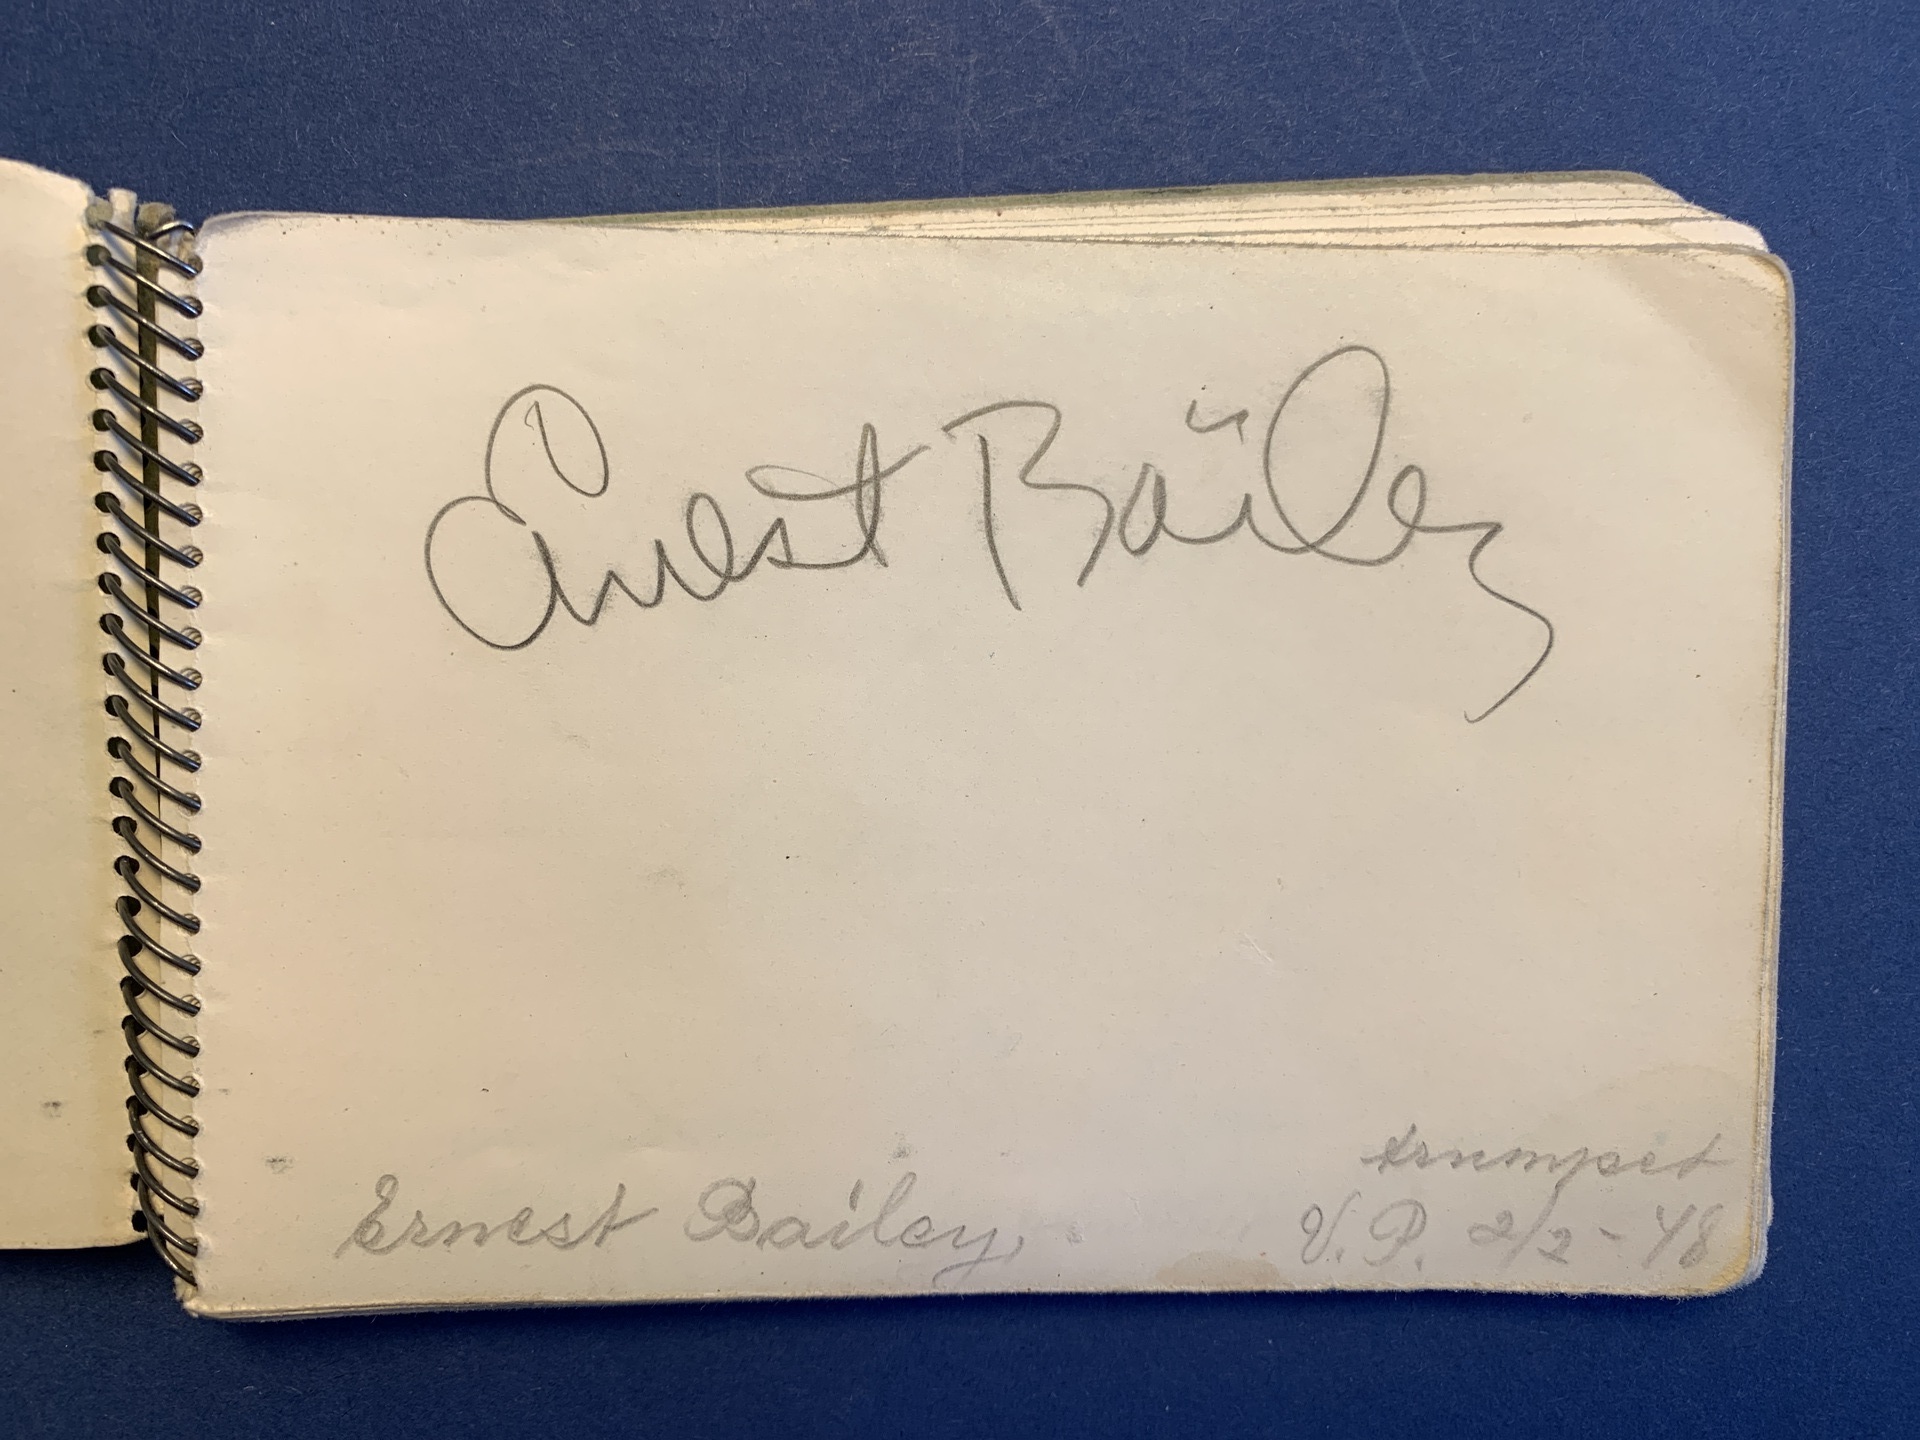 Ernest Bailey
trumpet
Ernest Bailey, V. P. 2/2-48